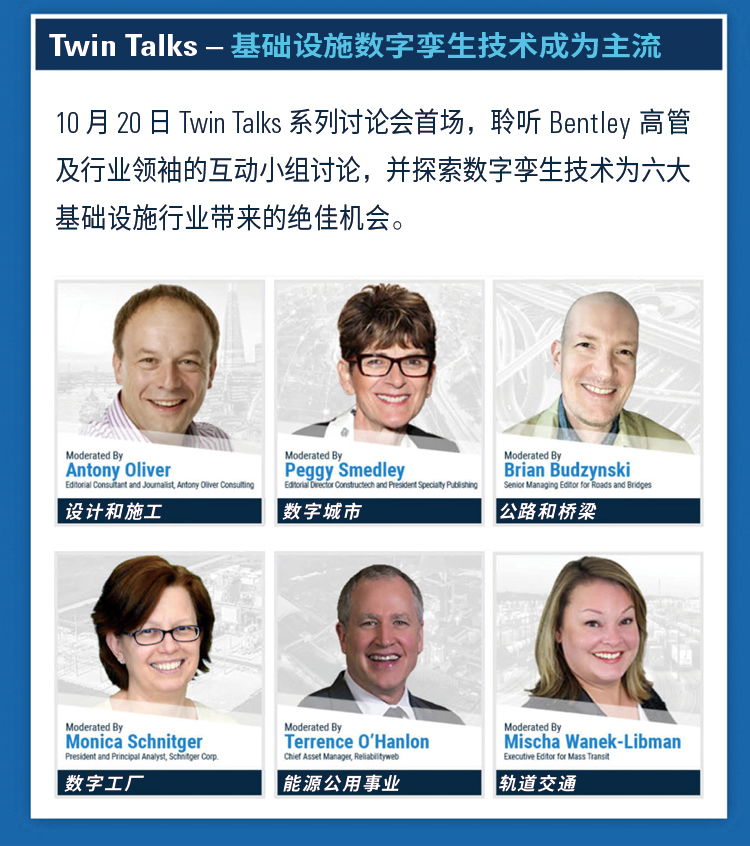 Twin Talks – 基础设施数字孪生技术成为主流
10 月 20 日 Twin Talks 系列讨论会首场，聆听 Bentley 高管
及行业领袖的互动小组讨论，并探索数字孪生技术为六大
基础设施行业带来的绝佳机会。
Moderated By
Antony Oliver
Editorial Consultant and Journalist, Antony Oliver Consulting
设计和施工
Moderated By
Peggy Smedley
Editorial Director Constructech and President Specialty Publishing
数字城市
Moderated By
Brian Budzynski
Senior Managing Editor for Roads and Bridges
公路和桥梁
Moderated By
Monica Schnitger
President and Principal Analyst, Schnitger Corp.
数字工厂
Moderated By
Terrence O’Hanlon
Chief Asset Manager, Reliabilityweb
能源公用事业
Moderated By
Mischa Wanek-Libman
Executive Editor for Mass Transit
轨道交通